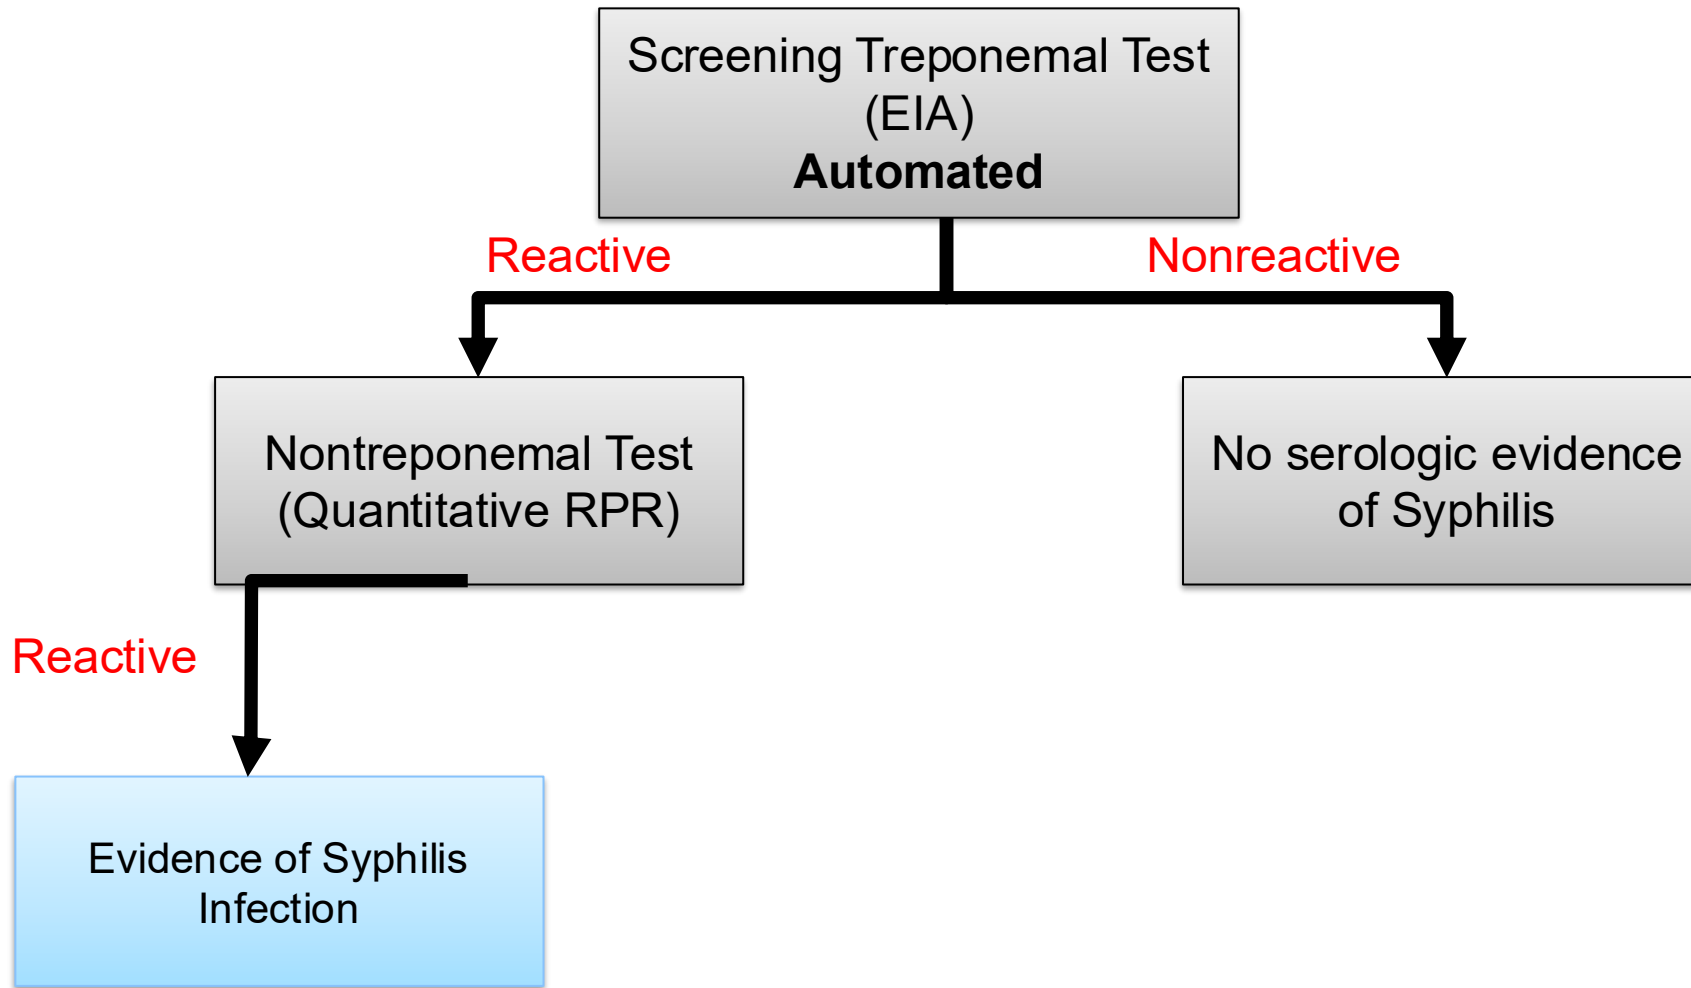 Screening Treponemal Test
(EIA)
Automated
Reactive
Nonreactive
Nontreponemal Test
(Quantitative RPR)
No serologic evidence
of Syphilis
Reactive
Evidence of Syphilis
Infection